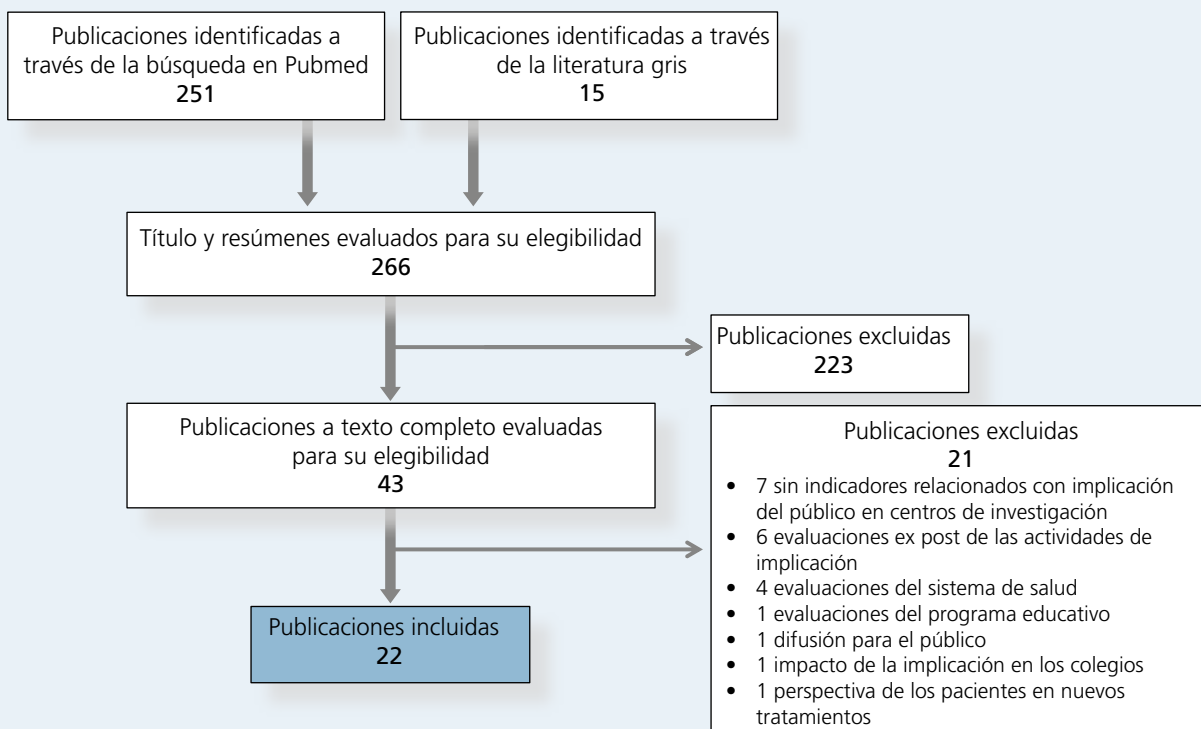 Publicaciones identificadas a
través de la búsqueda en Pubmed
251
Publicaciones identificadas a través
de la literatura gris
15
Título y resúmenes evaluados para su elegibilidad
266
Publicaciones excluidas
223
Publicaciones a texto completo evaluadas
para su elegibilidad
43
Publicaciones excluidas
21
• 7 sin indicadores relacionados con implicación
del público en centros de investigación
• 6 evaluaciones ex post de las actividades de
implicación
• 4 evaluaciones del sistema de salud
• 1 evaluaciones del programa educativo
• 1 difusión para el público
• 1 impacto de la implicación en los colegios
• 1 perspectiva de los pacientes en nuevos
tratamientos
Publicaciones incluidas
22